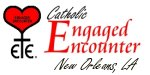 Catholic
Engaged
Encounter
New Orleans, LA